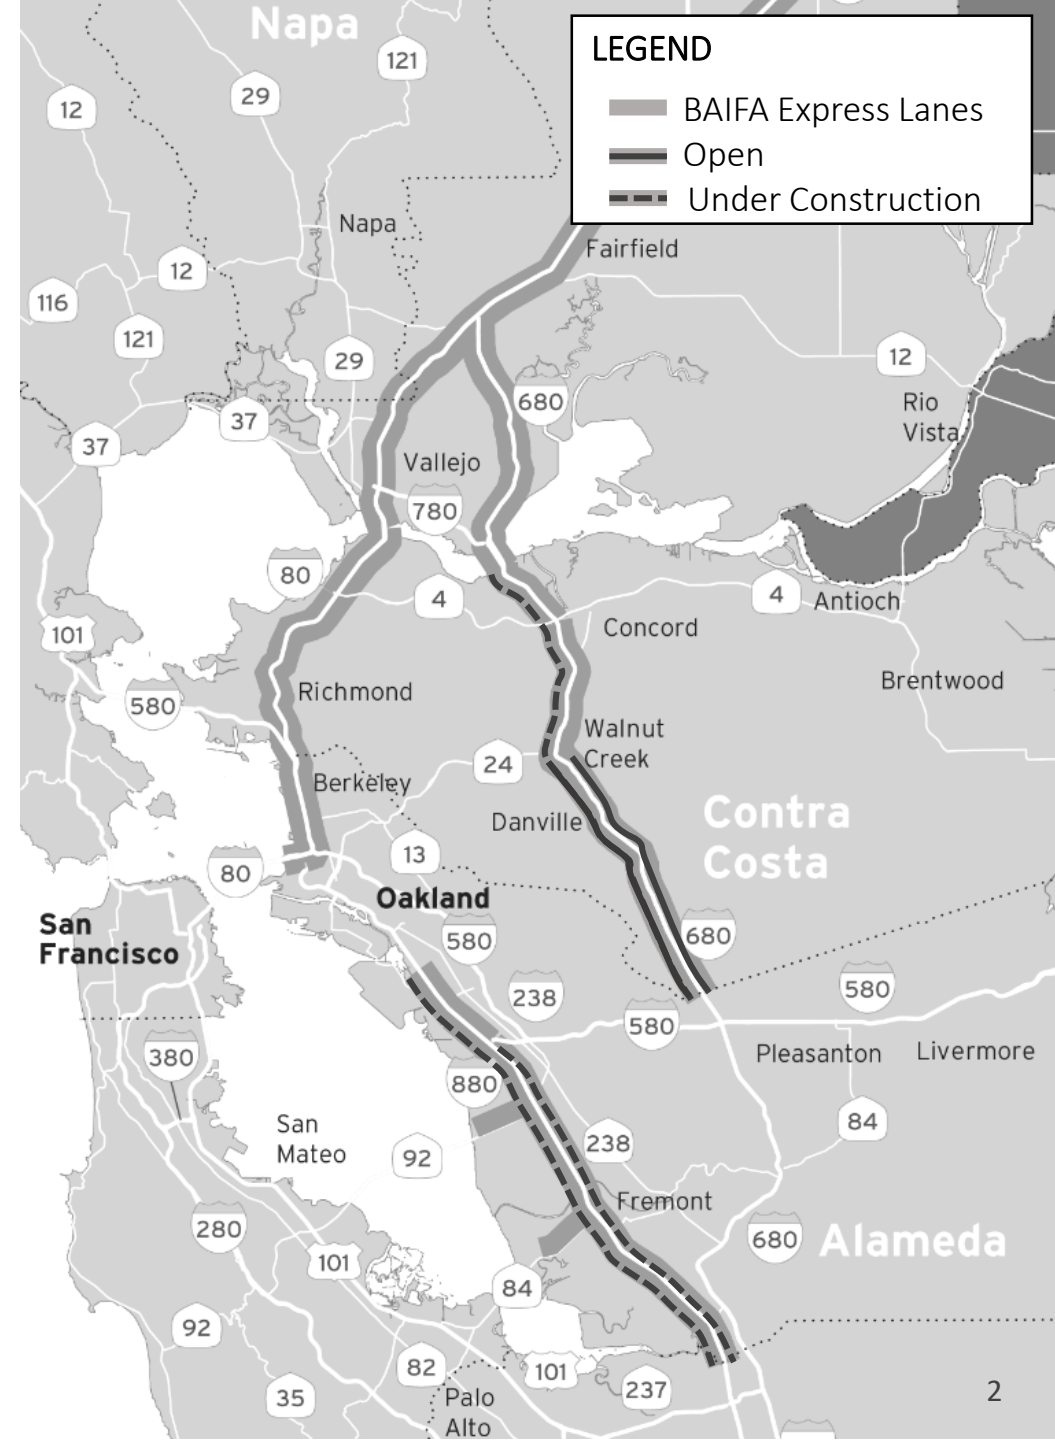 Napa
LEGEND
BAIFA Express Lanes
Open
Under Construction
121
29
12
Napa
Fairfield
12
116
121
29
12
680
Rio
Vista
37
37
Vallejo
780
80
4
4
Antioch
101
Concord
Brentwood
Richmond
580
Walnut
Creek
24
Berkeley
Danville
Contra
Costa
13
80
Oakland
San
Francisco
580
680
238
580
580
380
Pleasanton
Livermore
880
84
San
Mateo
238
92
Fremont
280
680
Alameda
101
84
92
82
101
237
35
Palo
Alto
2